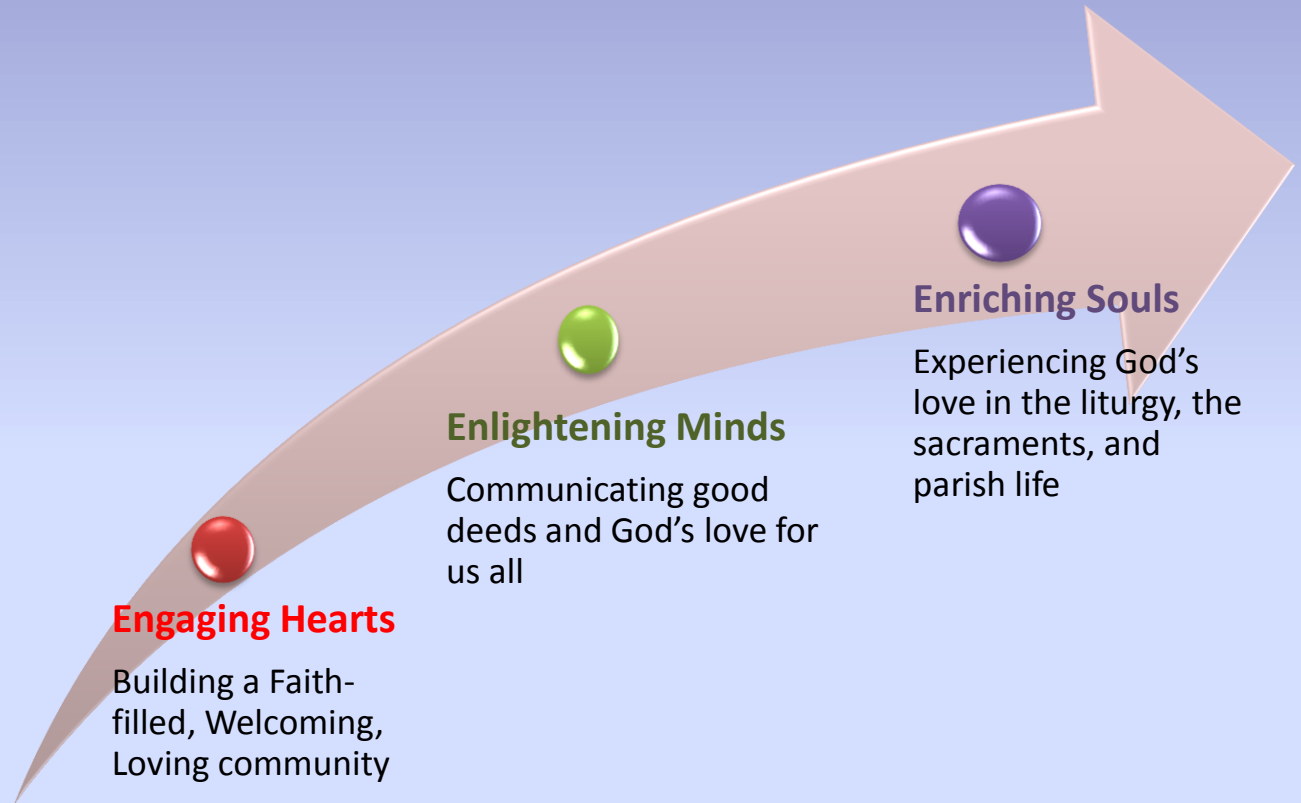 Engaging Hearts
Building a Faith-
filled, Welcoming,
Loving community
Enlightening Minds
Communicating good
deeds and God’s love for
us all
Enriching Souls
Experiencing God’s
love in the liturgy, the
sacraments, and
parish life